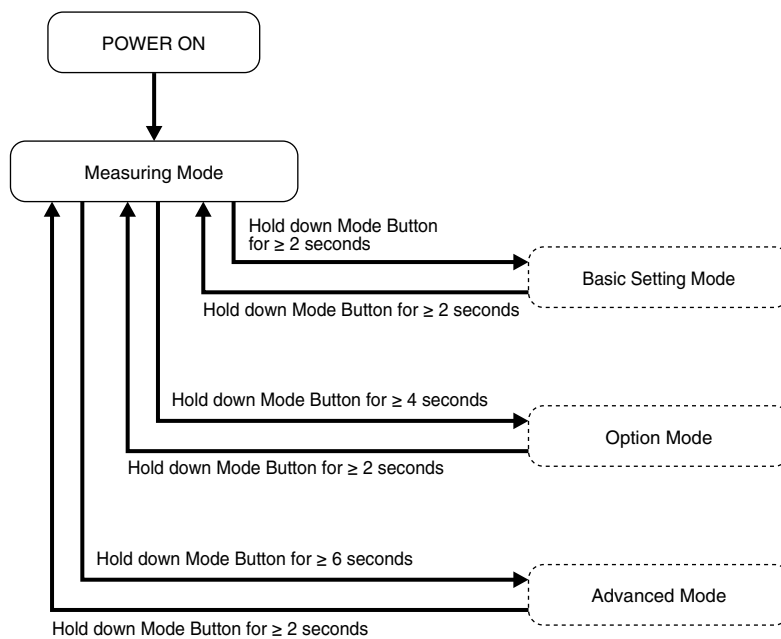 POWER ON
Measuring Mode
Hold down Mode Button
for ≥ 2 seconds
Basic Setting Mode
Hold down Mode Button for ≥ 2 seconds
Hold down Mode Button for ≥ 4 seconds
Option Mode
Hold down Mode Button for ≥ 2 seconds
Hold down Mode Button for ≥ 6 seconds
Advanced Mode
Hold down Mode Button for ≥ 2 seconds